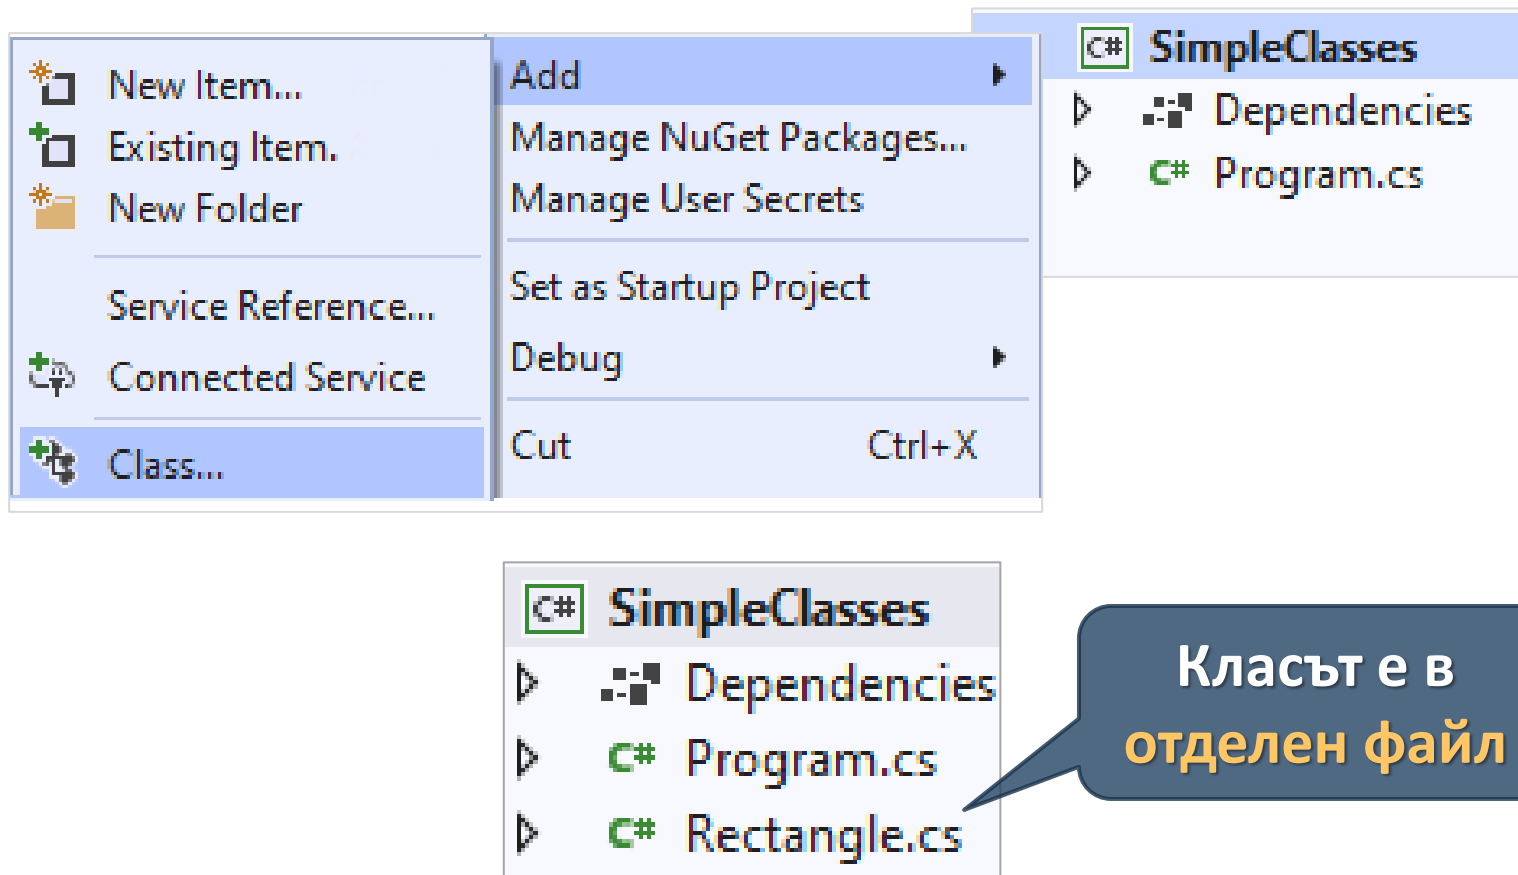 New Item...
Existing Item.
New Folder
Service Reference...
Connected Service
Class...
Add
Manage NuGet Packages...
Manage User Secrets
Set as Startup Project
Debug
Cut Ctrl+X
C# SimpleClasses
Dependencies
C# Program.cs
C# SimpleClasses
Dependencies
C# Program.cs
C# Rectangle.cs
Класът е в
отделен файл